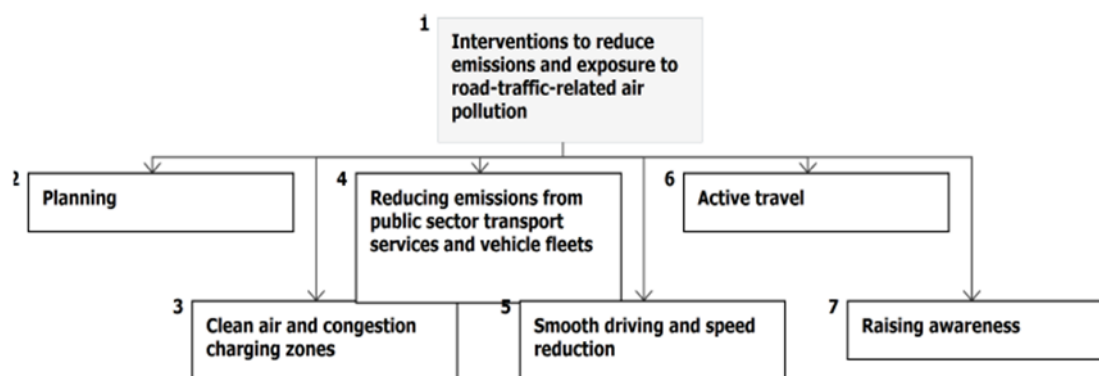 1
Interventions to reduce
emissions and exposure to
road-traffic-related air
pollution
2
Planning
4
Reducing emissions from
public sector transport
services and vehicle fleets
6
Active travel
3
Clean air and congestion
charging zones
5
Smooth driving and speed
reduction
7
Raising awareness